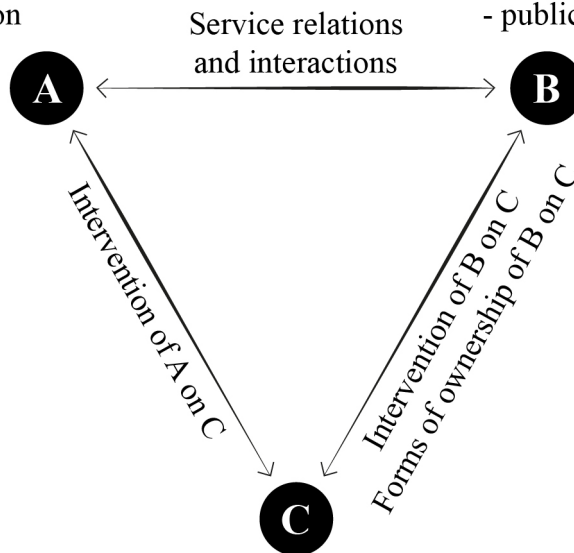 on
Service relations
and interactions
- public
A
B
Intervention of A on C
Intervention of B on C
Forms of ownership of B on C
C